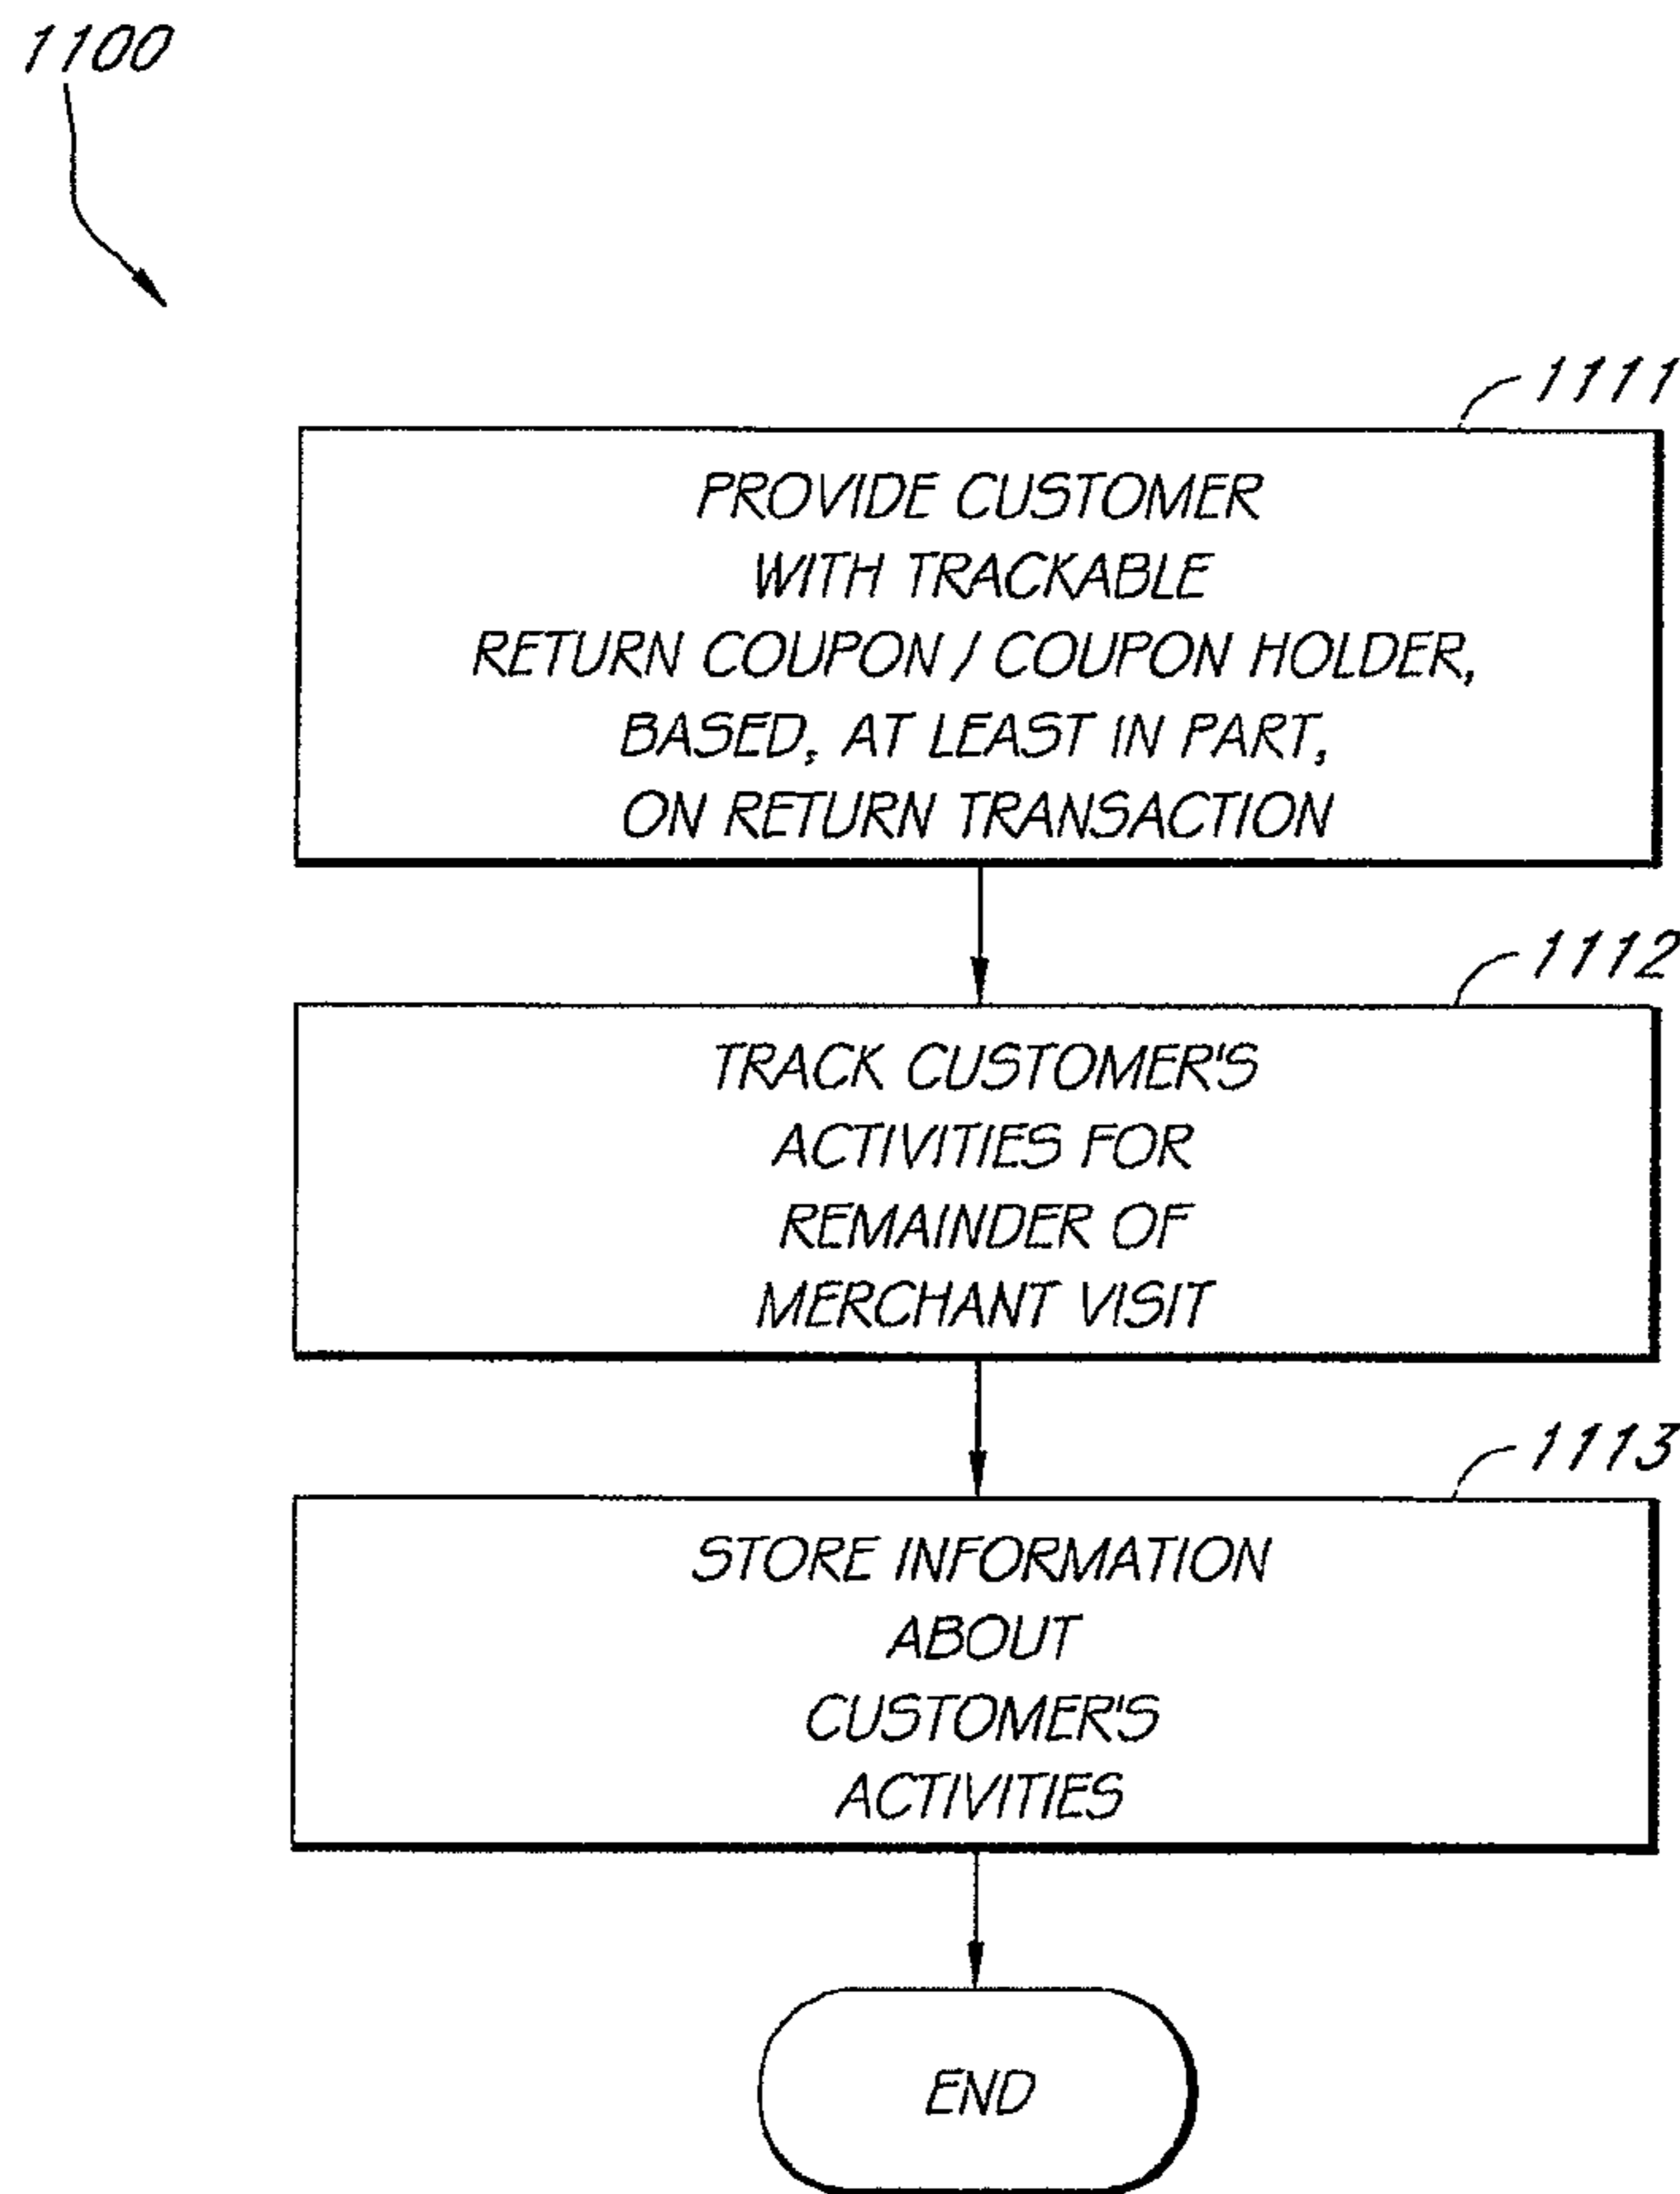 1100
1111
PROVIDE CUSTOMER
WITH TRACKABLE
RETURN COUPON / COUPON HOLDER,
BASED, AT LEAST IN PART,
ON RETURN TRANSACTION
1112
TRACK CUSTOMER'S
ACTIVITIES FOR
REMAINDER OF
MERCHANT VISIT
1113
STORE INFORMATION
ABOUT
CUSTOMER'S
ACTIVITIES
END